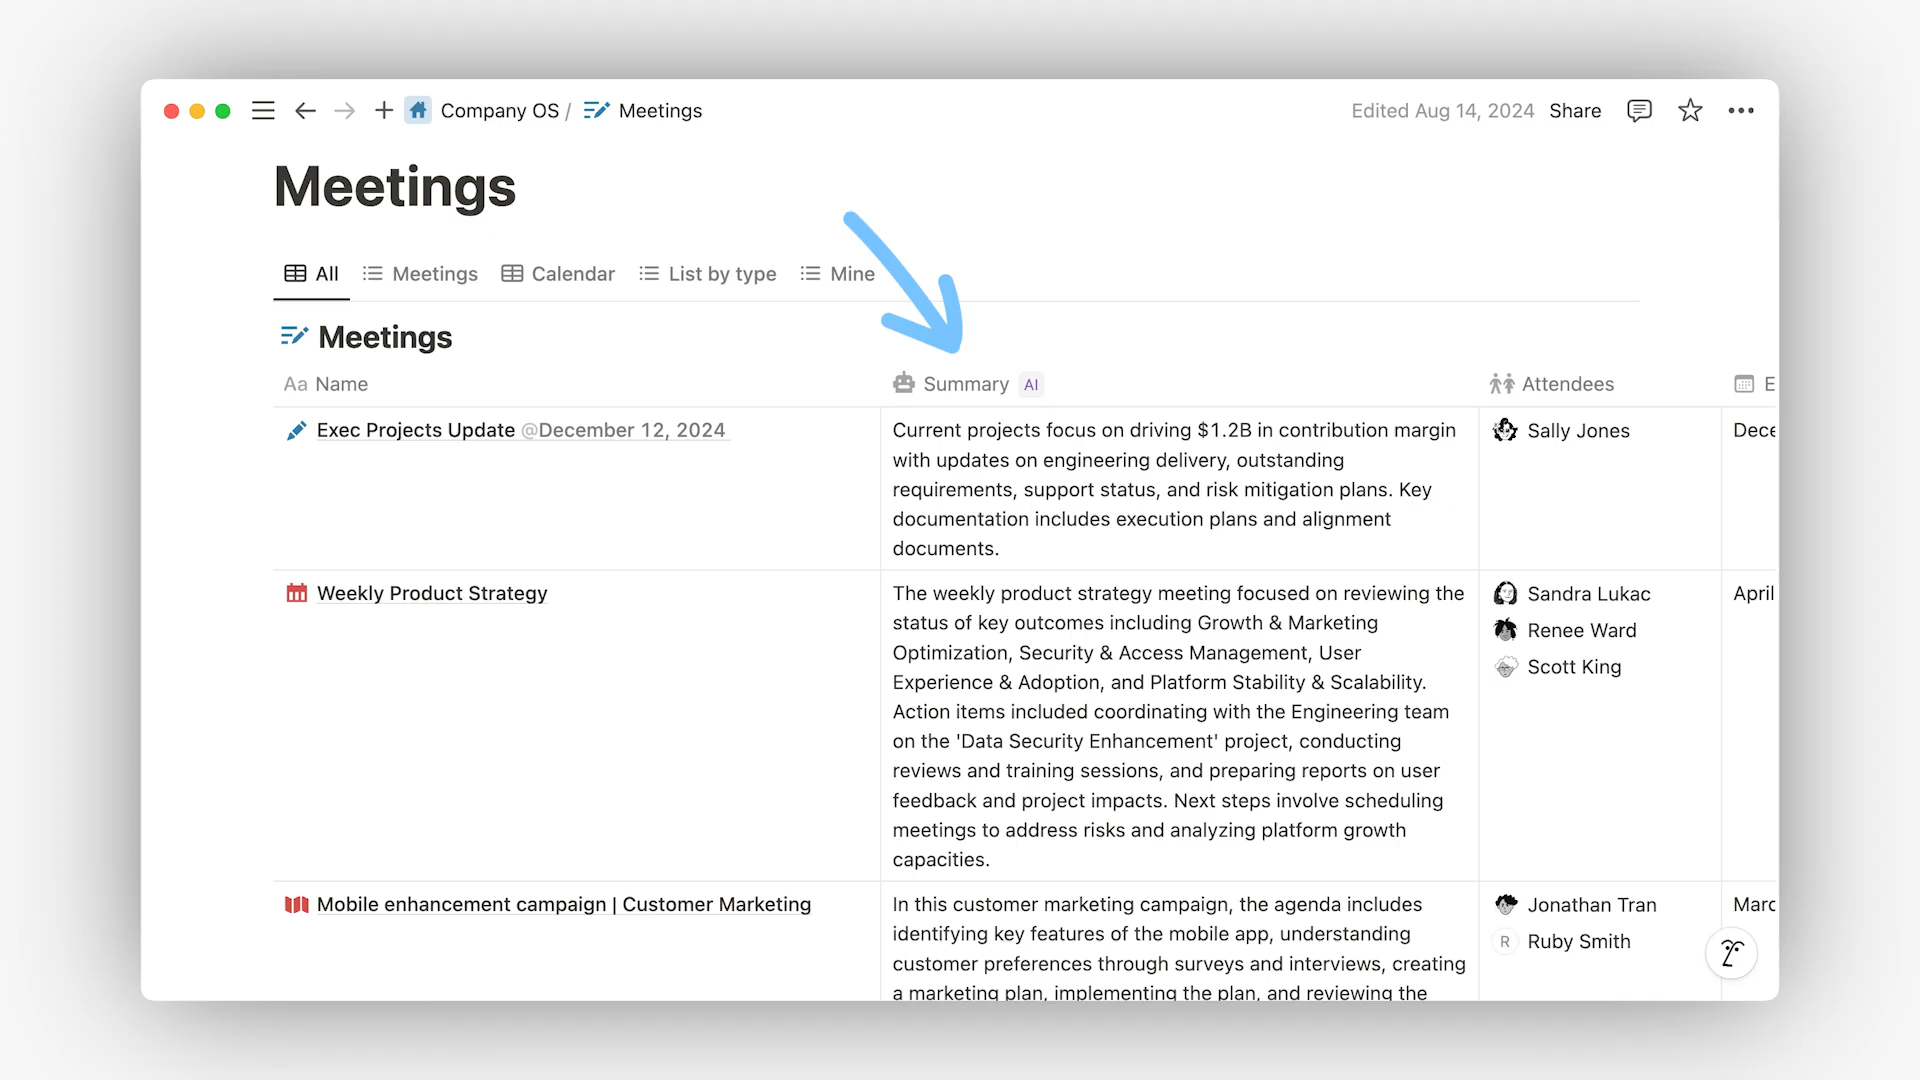 Company OS / Meetings
Edited Aug 14, 2024 Share
Meetings
All Meetings Calendar List by type Mine
Meetings
Aa Name
Summary AI
Attendees
E
Exec Projects Update @December 12, 2024
Current projects focus on driving $1.2B in contribution margin
with updates on engineering delivery, outstanding
requirements, support status, and risk mitigation plans. Key
documentation includes execution plans and alignment
documents.
Sally Jones
Dece
Weekly Product Strategy
The weekly product strategy meeting focused on reviewing the
status of key outcomes including Growth & Marketing
Optimization, Security & Access Management, User
Experience & Adoption, and Platform Stability & Scalability.
Action items included coordinating with the Engineering team
on the 'Data Security Enhancement' project, conducting
reviews and training sessions, and preparing reports on user
feedback and project impacts. Next steps involve scheduling
meetings to address risks and analyzing platform growth
capacities.
Sandra Lukac
Renee Ward
Scott King
April
Mobile enhancement campaign | Customer Marketing
In this customer marketing campaign, the agenda includes
identifying key features of the mobile app, understanding
customer preferences through surveys and interviews, creating
a marketing plan, implementing the plan, and reviewing the
Jonathan Tran
R Ruby Smith
Marc